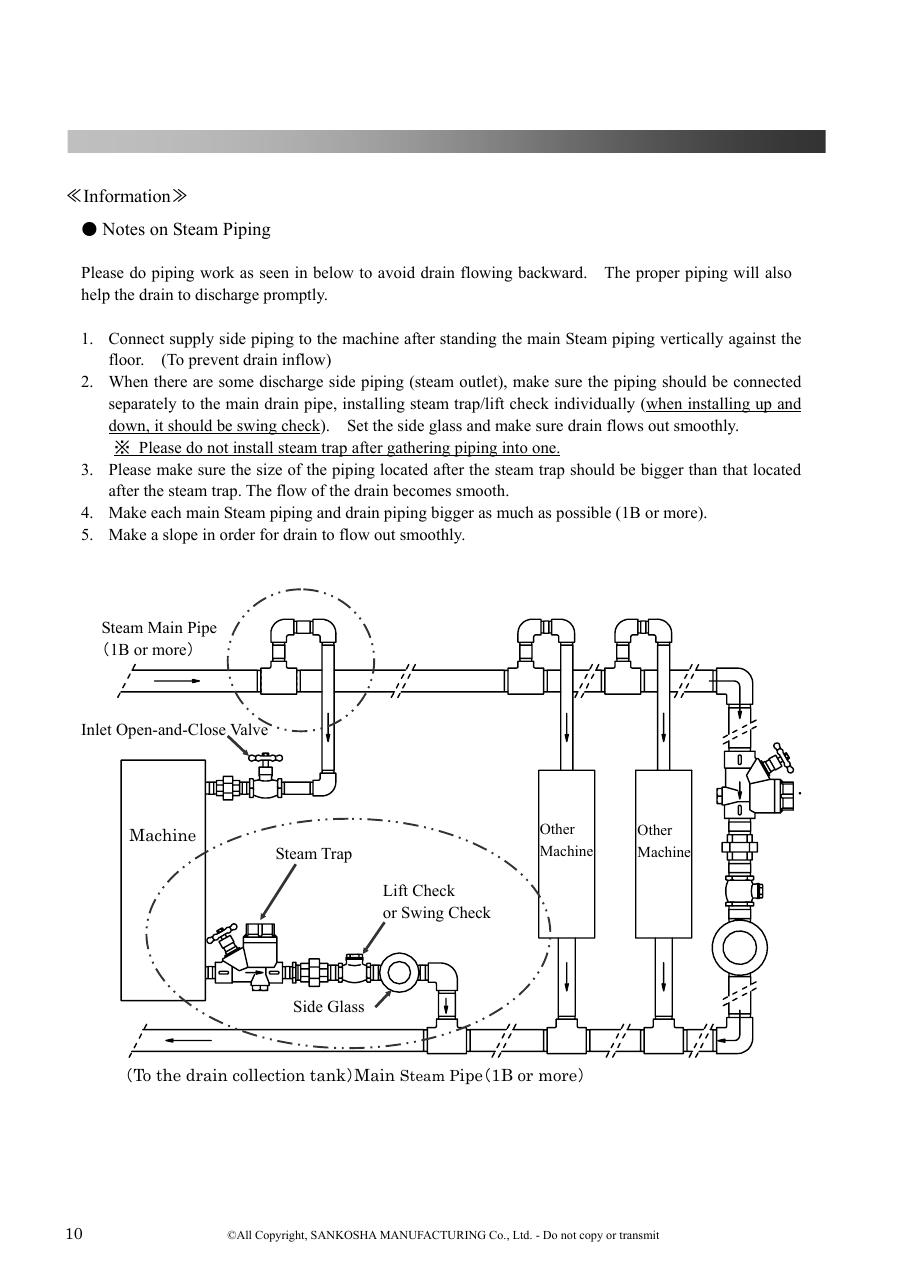 ≪Information≫
● Notes on Steam Piping
Please do piping work as seen in below to avoid drain flowing backward. The proper piping will also
help the drain to discharge promptly.
1. Connect supply side piping to the machine after standing the main Steam piping vertically against the
floor. (To prevent drain inflow)
2. When there are some discharge side piping (steam outlet), make sure the piping should be connected
separately to the main drain pipe, installing steam trap/lift check individually (when installing up and
down, it should be swing check). Set the side glass and make sure drain flows out smoothly.
※ Please do not install steam trap after gathering piping into one.
3. Please make sure the size of the piping located after the steam trap should be bigger than that located
after the steam trap. The flow of the drain becomes smooth.
4. Make each main Steam piping and drain piping bigger as much as possible (1B or more).
5. Make a slope in order for drain to flow out smoothly.
Steam Main Pipe
（1B or more）
Inlet Open-and-Close Valve
Machine
Steam Trap
Lift Check
or Swing Check
Side Glass
Other
Machine
Other
Machine
（To the drain collection tank）Main Steam Pipe（1B or more）
10
©All Copyright, SANKOSHA MANUFACTURING Co., Ltd. - Do not copy or transmit